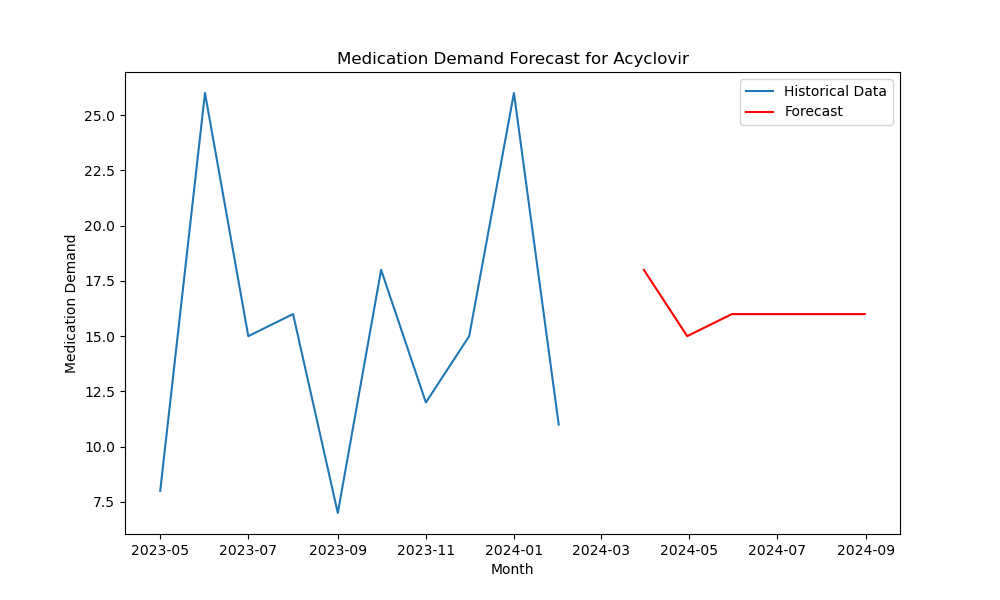 Medication Demand Forecast for Acyclovir
Historical Data
Forecast
Medication Demand
25.0
22.5
20.0
17.5
15.0
12.5
10.0
7.5
2023-05 2023-07 2023-09 2023-11 2024-01 2024-03 2024-05 2024-07 2024-09
Month